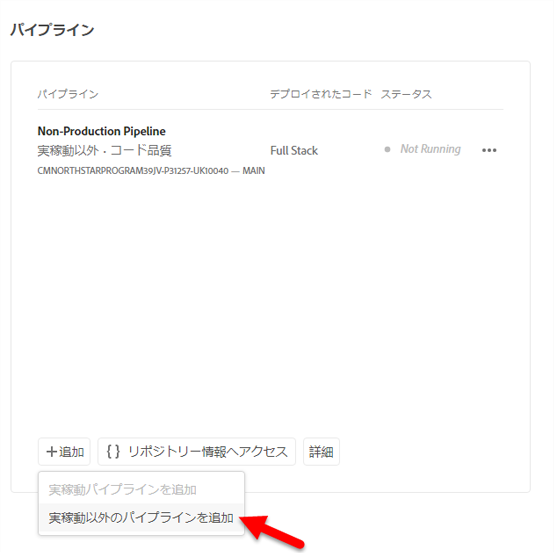 パイプライン
パイプライン デプロイされたコード ステータス
Non-Production Pipeline
実稼動以外・コード品質 Full Stack Not Running
CMNORTHSTARPROGRAM39JV-P31257-UK10040 — MAIN
+追加 {} リポジトリー情報へアクセス 詳細
実稼動パイプラインを追加
実稼動以外のパイプラインを追加